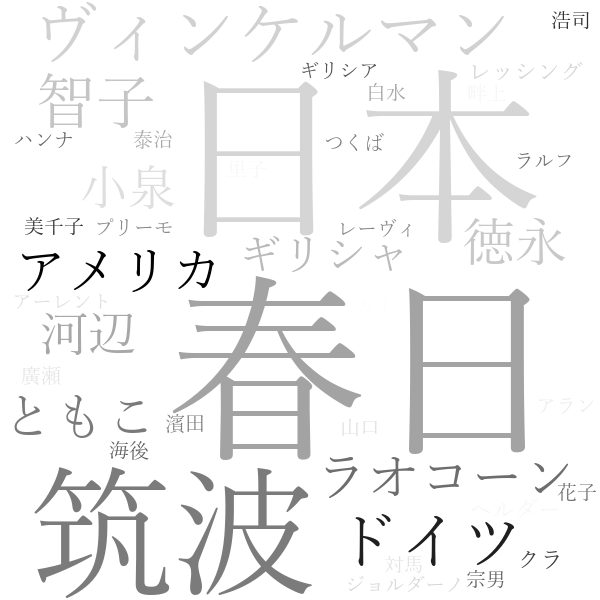 ヴィンケルマン
浩司
ギリシア
レッシング
智子
日本
白水
畔上
ハンナ
泰治
つくば
ラルフ
里子
小泉
美千子
プリーモ
レーヴィ
徳永
アメリカ
ギリシャ
アーレント
春日
河辺
廣瀬
アラン
ともこ
濱田
山口
海後
ラオコーン
筑波
花子
ヘルダー
ドイツ
クラ
対馬
ジョルダーノ
宗男